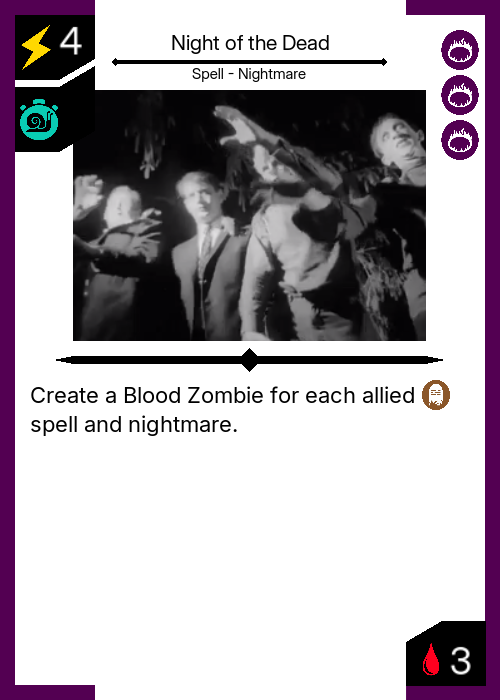 4
Night of the Dead
Spell - Nightmare
Create a Blood Zombie for each allied
spell and nightmare.
3